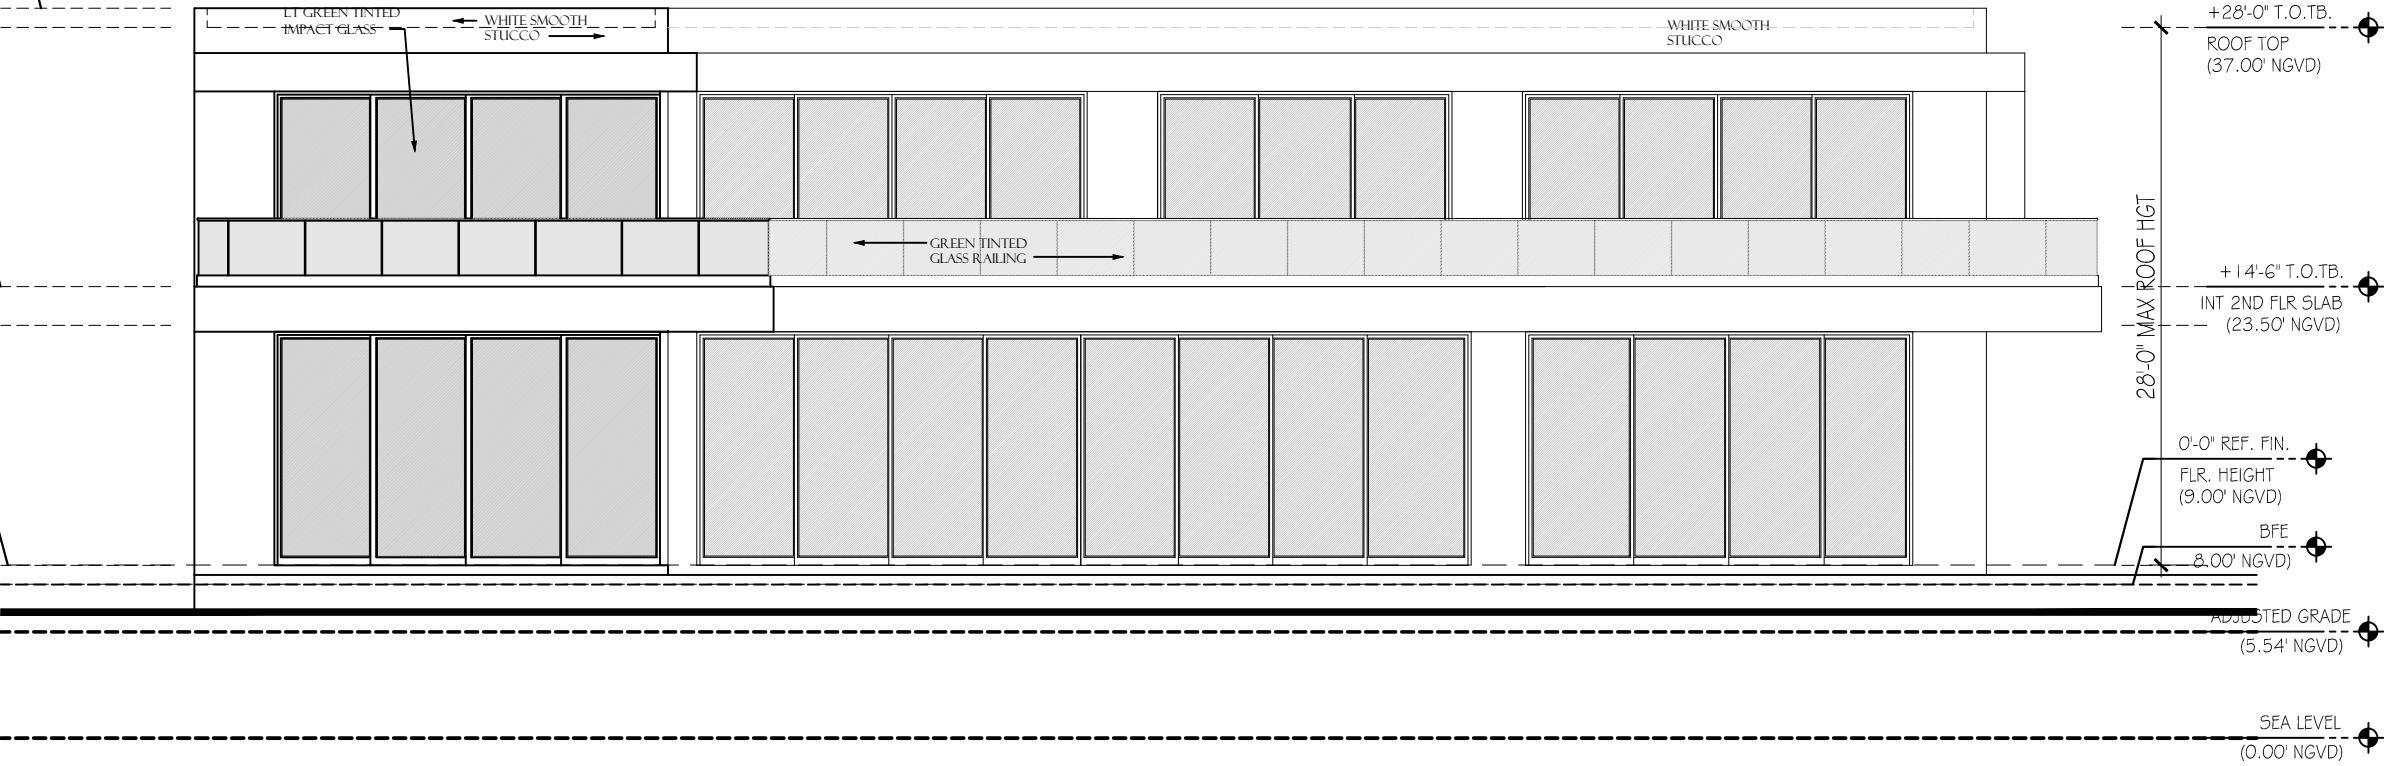 LT GREEN TINTED
IMPACT GLASS
WHITE SMOOTH
STUCCO
WHITE SMOOTH
STUCCO
+28'-0" T.O.TB.
ROOF TOP
(37.00' NGVD)
GREEN TINTED
GLASS RAILING
28'-0" MAX ROOF HGT
+14'-6" T.O.TB.
INT 2ND FLR SLAB
(23.50' NGVD)
0'-0" REF. FIN.
FLR. HEIGHT
(9.00' NGVD)
BFE
8.00' NGVD)
ADJUSTED GRADE
(5.54' NGVD)
SEA LEVEL
(0.00' NGVD)